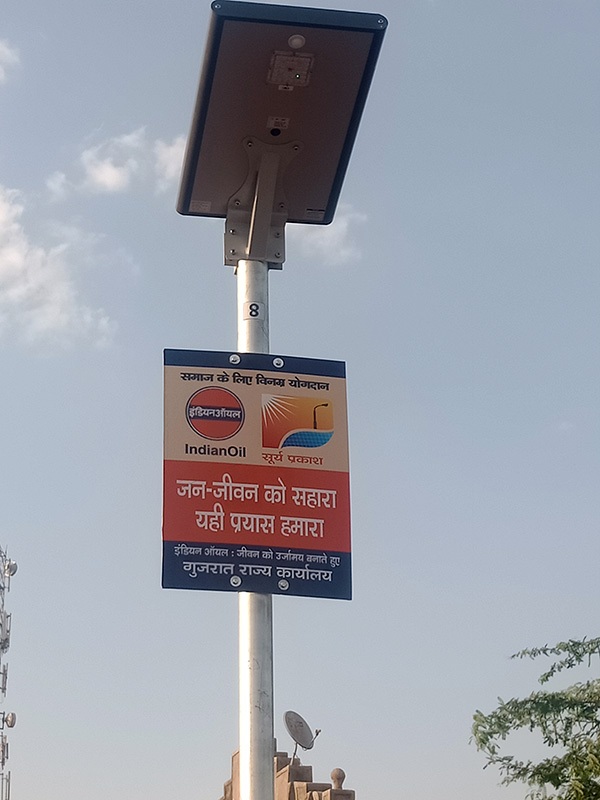 8
समाज के लिए विनम्र योगदान
इंडियनऑयल
IndianOil
सूर्य प्रकाश
जन-जीवन को सहारा
यही प्रयास हमारा
इंडियन ऑयल : जीवन को उर्जामय बनाते हुए
गुजरात राज्य कार्यालय